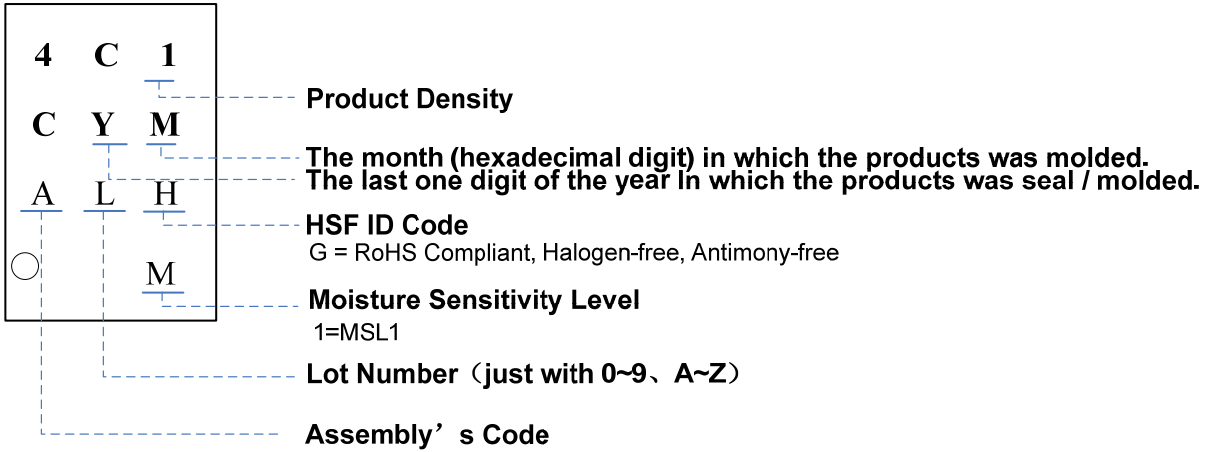 4 C 1
Product Density
C Y M
The month (hexadecimal digit) in which the products was molded.
The last one digit of the year In which the products was seal / molded.
A L H
HSF ID Code
G = RoHS Compliant, Halogen-free, Antimony-free
M
Moisture Sensitivity Level
1=MSL1
Lot Number（just with 0~9、A~Z）
Assembly’s Code